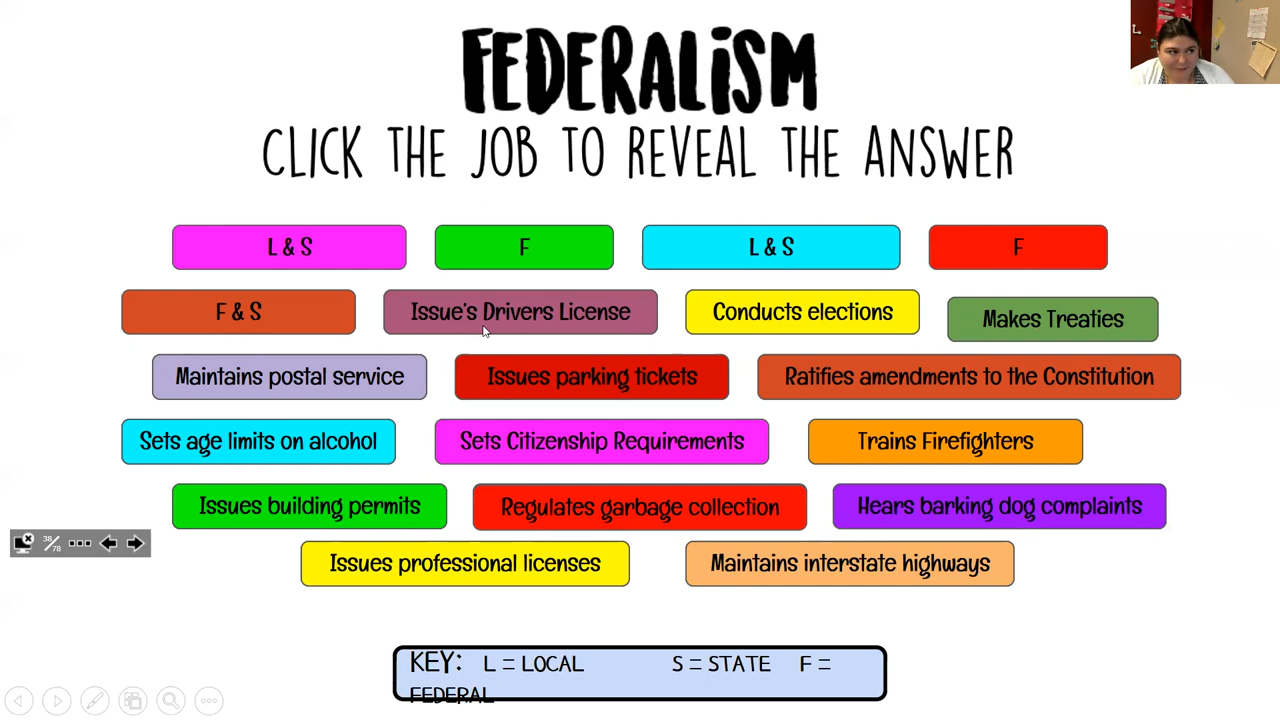 FEDERALiSM
CLICK THE JOB TO REVEAL THE ANSWER
L & S
F
L & S
F
F & S
Issue's Drivers License
Conducts elections
Makes Treaties
Maintains postal service
Issues parking tickets
Ratifies amendments to the Constitution
Sets age limits on alcohol
Sets Citizenship Requirements
Trains Firefighters
Issues building permits
Regulates garbage collection
Hears barking dog complaints
38/78
Issues professional licenses
Maintains interstate highways
KEY: L = LOCAL S = STATE F =
FEDERAL